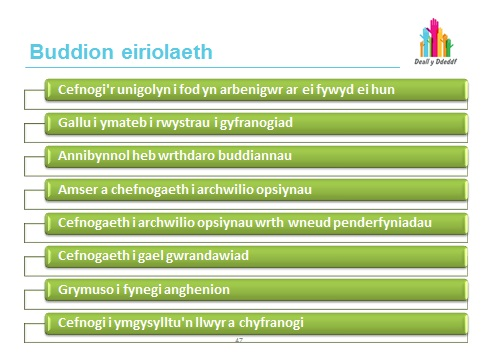 Buddion eiriolaeth
Deall y Ddeddf
Cefnogi'r unigolyn i fod yn arbenigwr ar ei fywyd ei hun
Gallu i ymateb i rwystrau i gyfranogiad
Annibynnol heb wrthdaro buddiannau
Amser a chefnogaeth i archwilio opsiynau
Cefnogaeth i archwilio opsiynau wrth wneud penderfyniadau
Cefnogaeth i gael gwrandawiad
Grymuso i fynegi anghenion
Cefnogi i ymgysylltu'n llwyr a chyfranogi
47